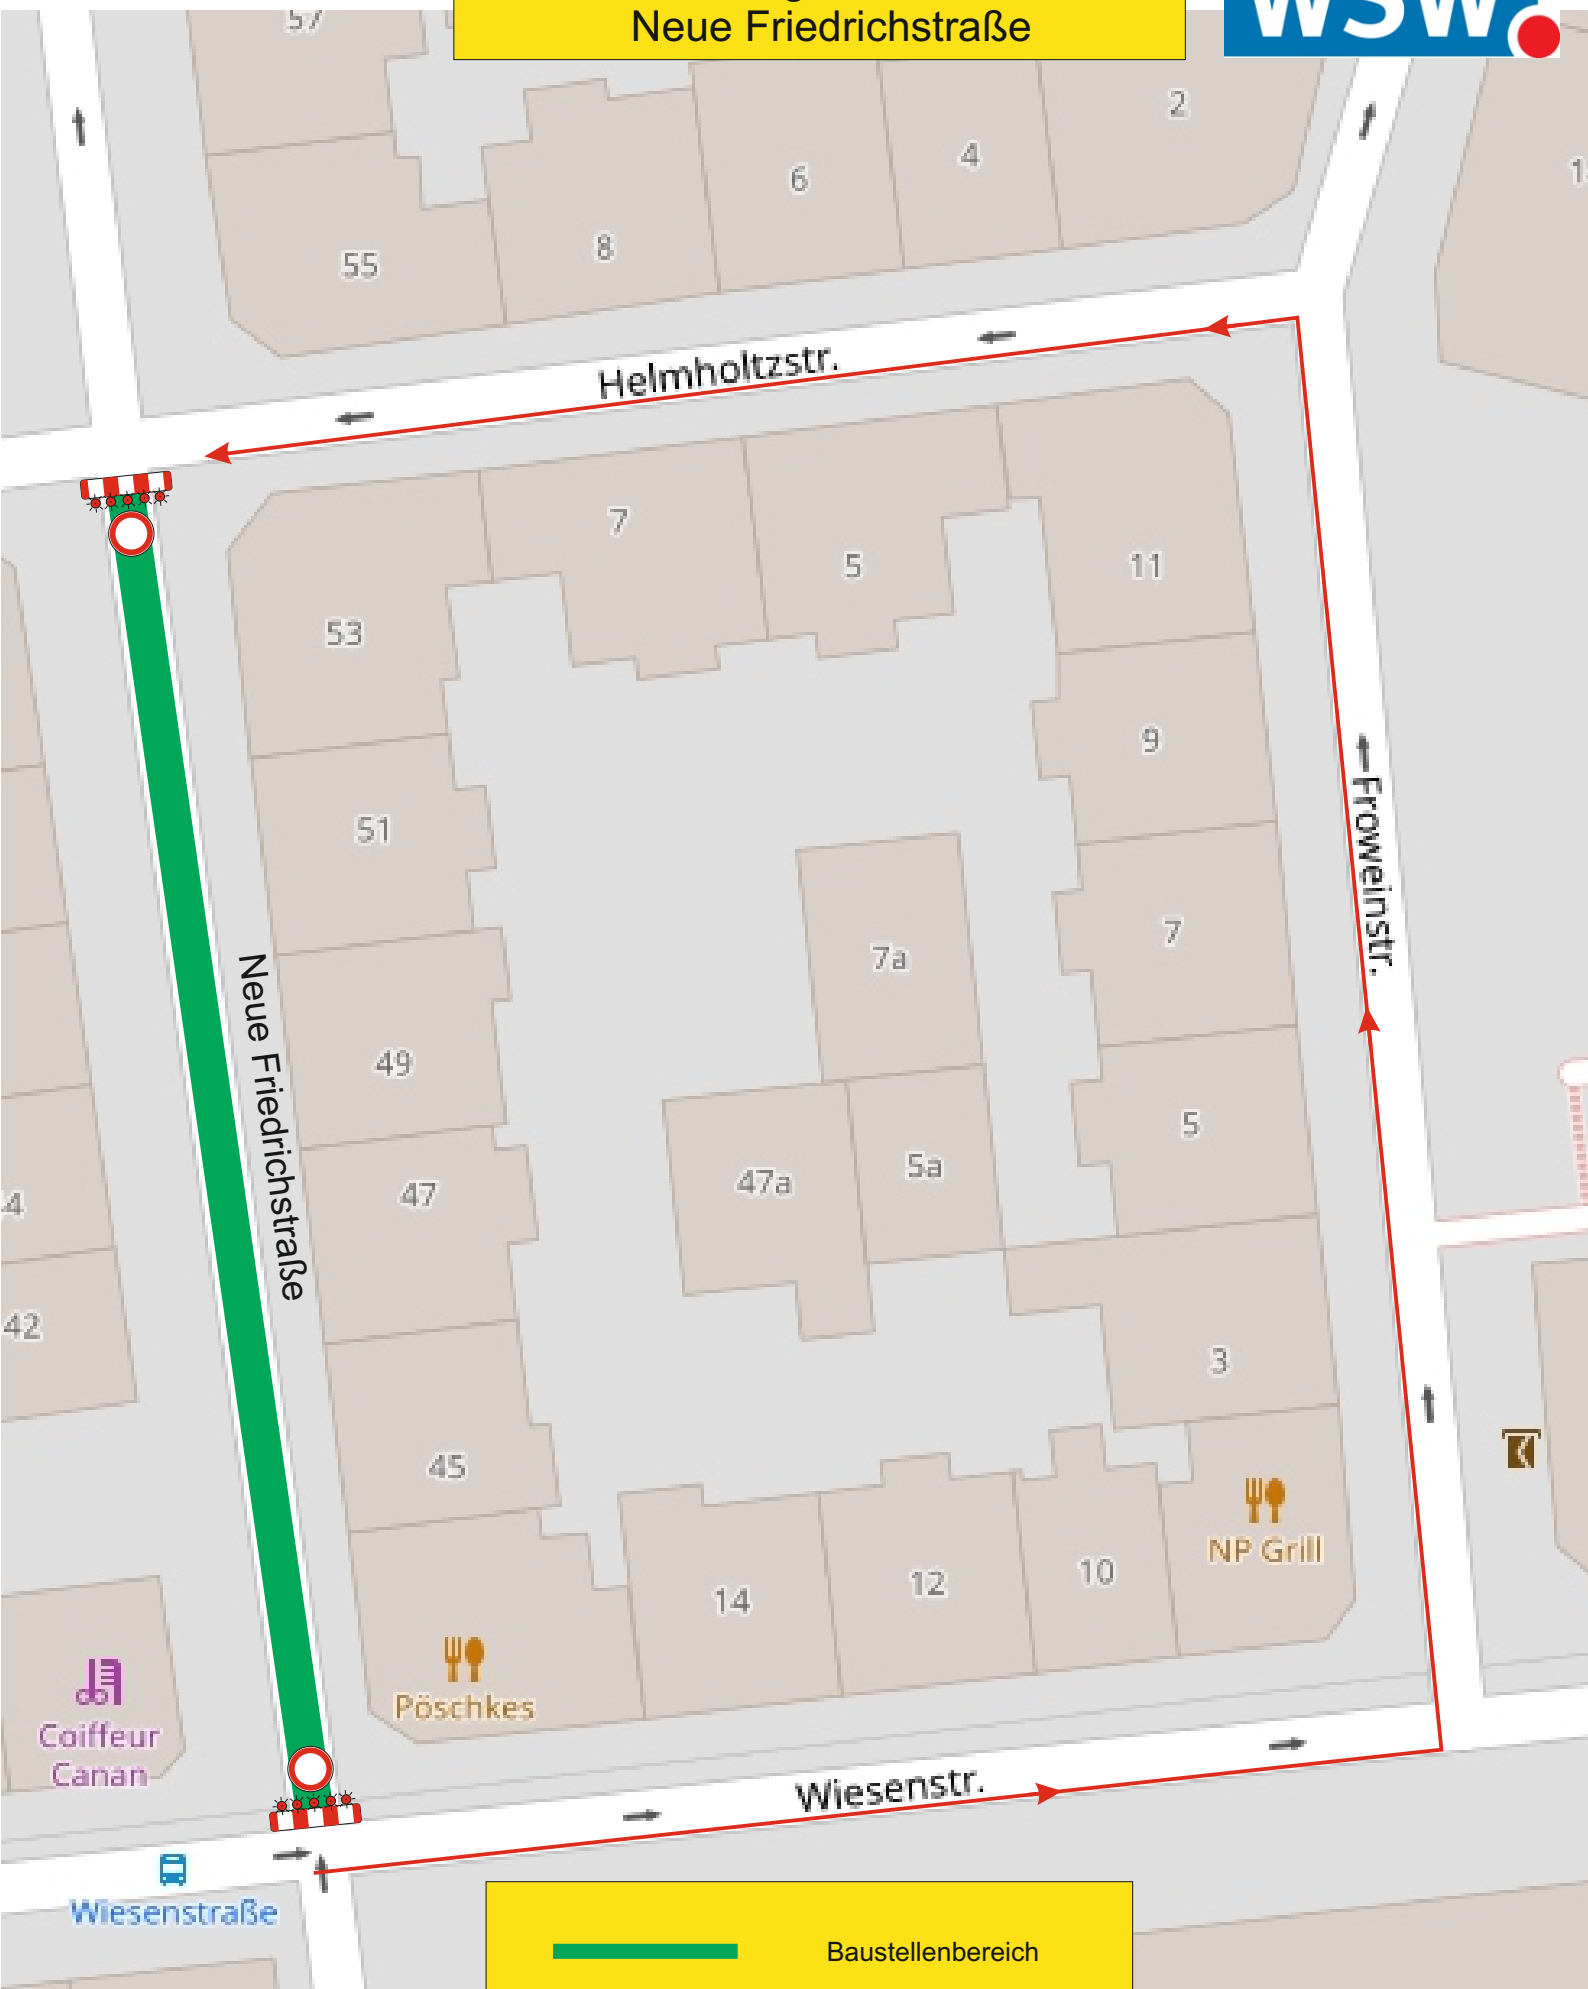 Neue Friedrichstraße
WSW.
57
2
4
6
8
55
Helmholtzstr.
7
5
11
53
9
51
Froweinstr.
7
7a
Neue Friedrichstraße
49
5
5a
47a
47
42
3
45
NP Grill
10
12
14
Pöschkes
Coiffeur
Canan
Wiesenstr.
Wiesenstraße
Baustellenbereich